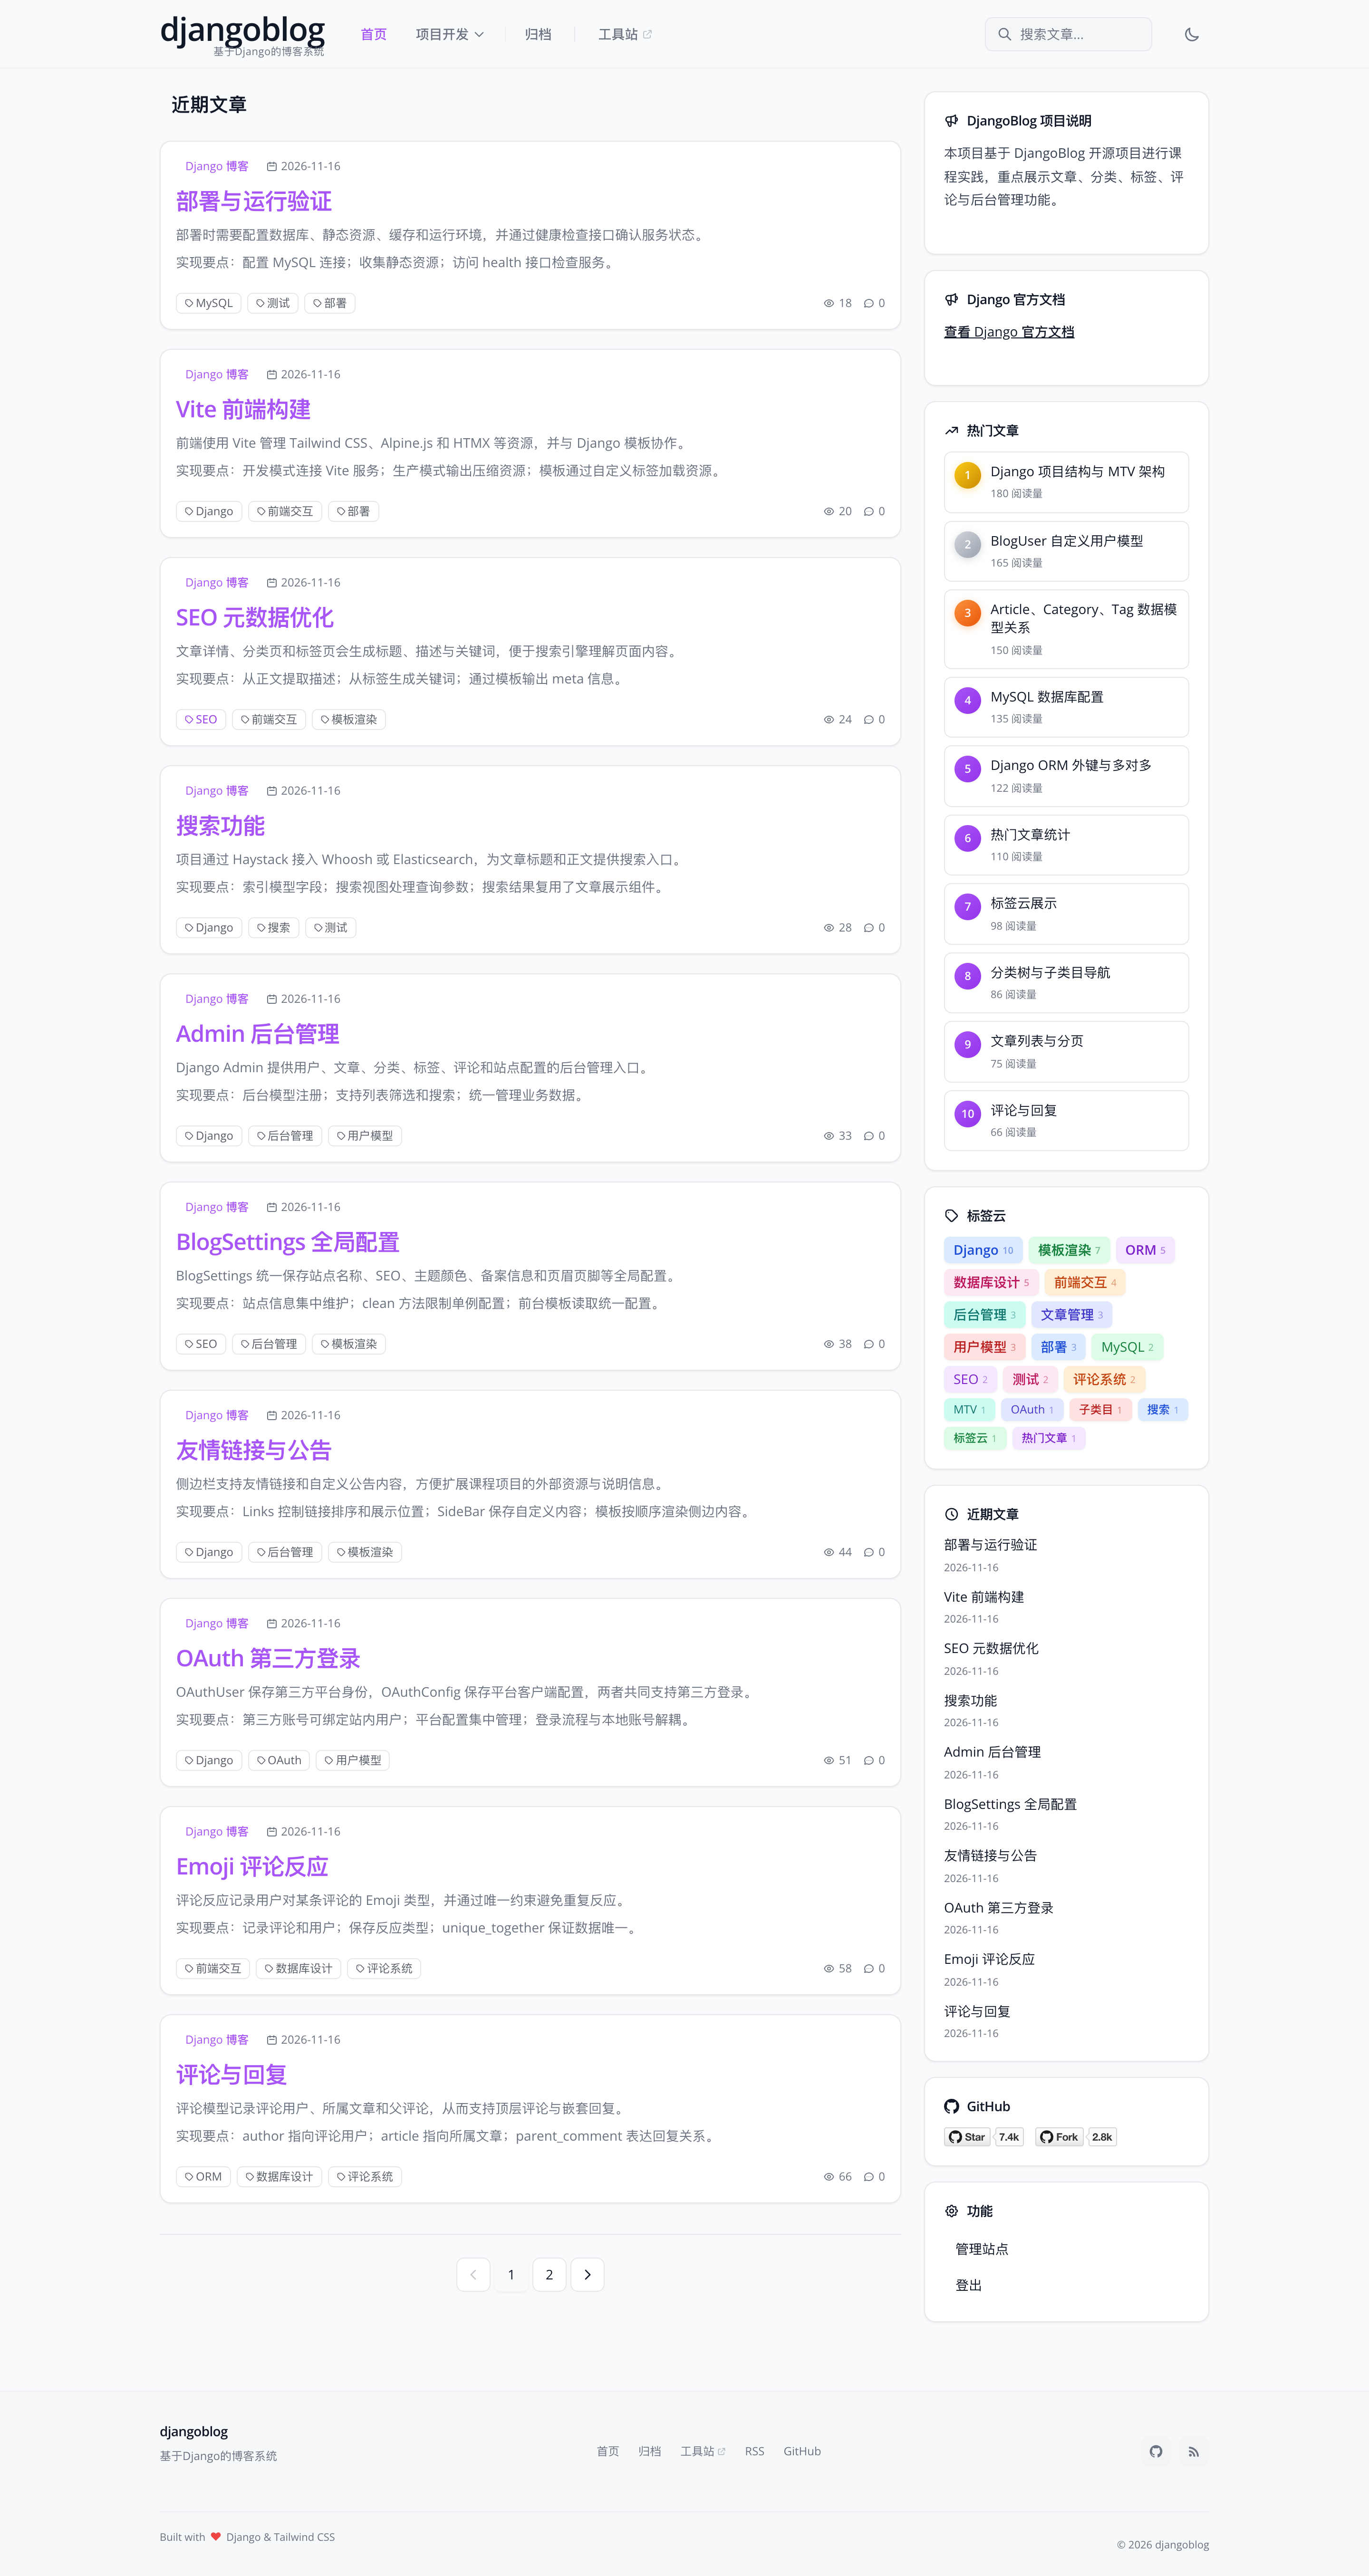 djangoblog
基于Django的博客系统
首页
项目开发
归档
工具站
搜索文章...
近期文章
Django 博客 2026-11-16
部署与运行验证
部署时需要配置数据库、静态资源、缓存和运行环境，并通过健康检查接口确认服务状态。
实现要点：配置 MySQL 连接；收集静态资源；访问 health 接口检查服务。
MySQL 测试 部署 18 0
Django 博客 2026-11-16
Vite 前端构建
前端使用 Vite 管理 Tailwind CSS、Alpine.js 和 HTMX 等资源，并与 Django 模板协作。
实现要点：开发模式连接 Vite 服务；生产模式输出压缩资源；模板通过自定义标签加载资源。
Django 前端交互 部署 20 0
Django 博客 2026-11-16
SEO 元数据优化
文章详情、分类页和标签页会生成标题、描述与关键词，便于搜索引擎理解页面内容。
实现要点：从正文提取描述；从标签生成关键词；通过模板输出 meta 信息。
SEO 前端交互 模板渲染 24 0
Django 博客 2026-11-16
搜索功能
项目通过 Haystack 接入 Whoosh 或 Elasticsearch，为文章标题和正文提供搜索入口。
实现要点：索引模型字段；搜索视图处理查询参数；搜索结果复用了文章展示组件。
Django 搜索 测试 28 0
Django 博客 2026-11-16
Admin 后台管理
Django Admin 提供用户、文章、分类、标签、评论和站点配置的后台管理入口。
实现要点：后台模型注册；支持列表筛选和搜索；统一管理业务数据。
Django 后台管理 用户模型 33 0
Django 博客 2026-11-16
BlogSettings 全局配置
BlogSettings 统一保存站点名称、SEO、主题颜色、备案信息和页眉页脚等全局配置。
实现要点：站点信息集中维护；clean 方法限制单例配置；前台模板读取统一配置。
SEO 后台管理 模板渲染 38 0
Django 博客 2026-11-16
友情链接与公告
侧边栏支持友情链接和自定义公告内容，方便扩展课程项目的外部资源与说明信息。
实现要点：Links 控制链接排序和展示位置；SideBar 保存自定义内容；模板按顺序渲染侧边内容。
Django 后台管理 模板渲染 44 0
Django 博客 2026-11-16
OAuth 第三方登录
OAuthUser 保存第三方平台身份，OAuthConfig 保存平台客户端配置，两者共同支持第三方登录。
实现要点：第三方账号可绑定站内用户；平台配置集中管理；登录流程与本地账号解耦。
Django OAuth 用户模型 51 0
Django 博客 2026-11-16
Emoji 评论反应
评论反应记录用户对某条评论的 Emoji 类型，并通过唯一约束避免重复反应。
实现要点：记录评论和用户；保存反应类型；unique_together 保证数据唯一。
前端交互 数据库设计 评论系统 58 0
Django 博客 2026-11-16
评论与回复
评论模型记录评论用户、所属文章和父评论，从而支持顶层评论与嵌套回复。
实现要点：author 指向评论用户；article 指向所属文章；parent_comment 表达回复关系。
ORM 数据库设计 评论系统 66 0
1 2
DjangoBlog 项目说明
本项目基于 DjangoBlog 开源项目进行课
程实践，重点展示文章、分类、标签、评
论与后台管理功能。
Django 官方文档
查看 Django 官方文档
热门文章
1 Django 项目结构与 MTV 架构
180 阅读量
2 BlogUser 自定义用户模型
165 阅读量
3 Article、Category、Tag 数据模
型关系
150 阅读量
4 MySQL 数据库配置
135 阅读量
5 Django ORM 外键与多对多
122 阅读量
6 热门文章统计
110 阅读量
7 标签云展示
98 阅读量
8 分类树与子类目导航
86 阅读量
9 文章列表与分页
75 阅读量
10 评论与回复
66 阅读量
标签云
Django 10 模板渲染 7 ORM 5
数据库设计 5 前端交互 4
后台管理 3 文章管理 3
用户模型 3 部署 3 MySQL 2
SEO 2 测试 2 评论系统 2
MTV 1 OAuth 1 子类目 1 搜索 1
标签云 1 热门文章 1
近期文章
部署与运行验证
2026-11-16
Vite 前端构建
2026-11-16
SEO 元数据优化
2026-11-16
搜索功能
2026-11-16
Admin 后台管理
2026-11-16
BlogSettings 全局配置
2026-11-16
友情链接与公告
2026-11-16
OAuth 第三方登录
2026-11-16
Emoji 评论反应
2026-11-16
评论与回复
2026-11-16
GitHub
Star 7.4k Fork 2.8k
功能
管理站点
登出
djangoblog
基于Django的博客系统
首页 归档 工具站 RSS GitHub
Built with ❤ Django & Tailwind CSS
© 2026 djangoblog